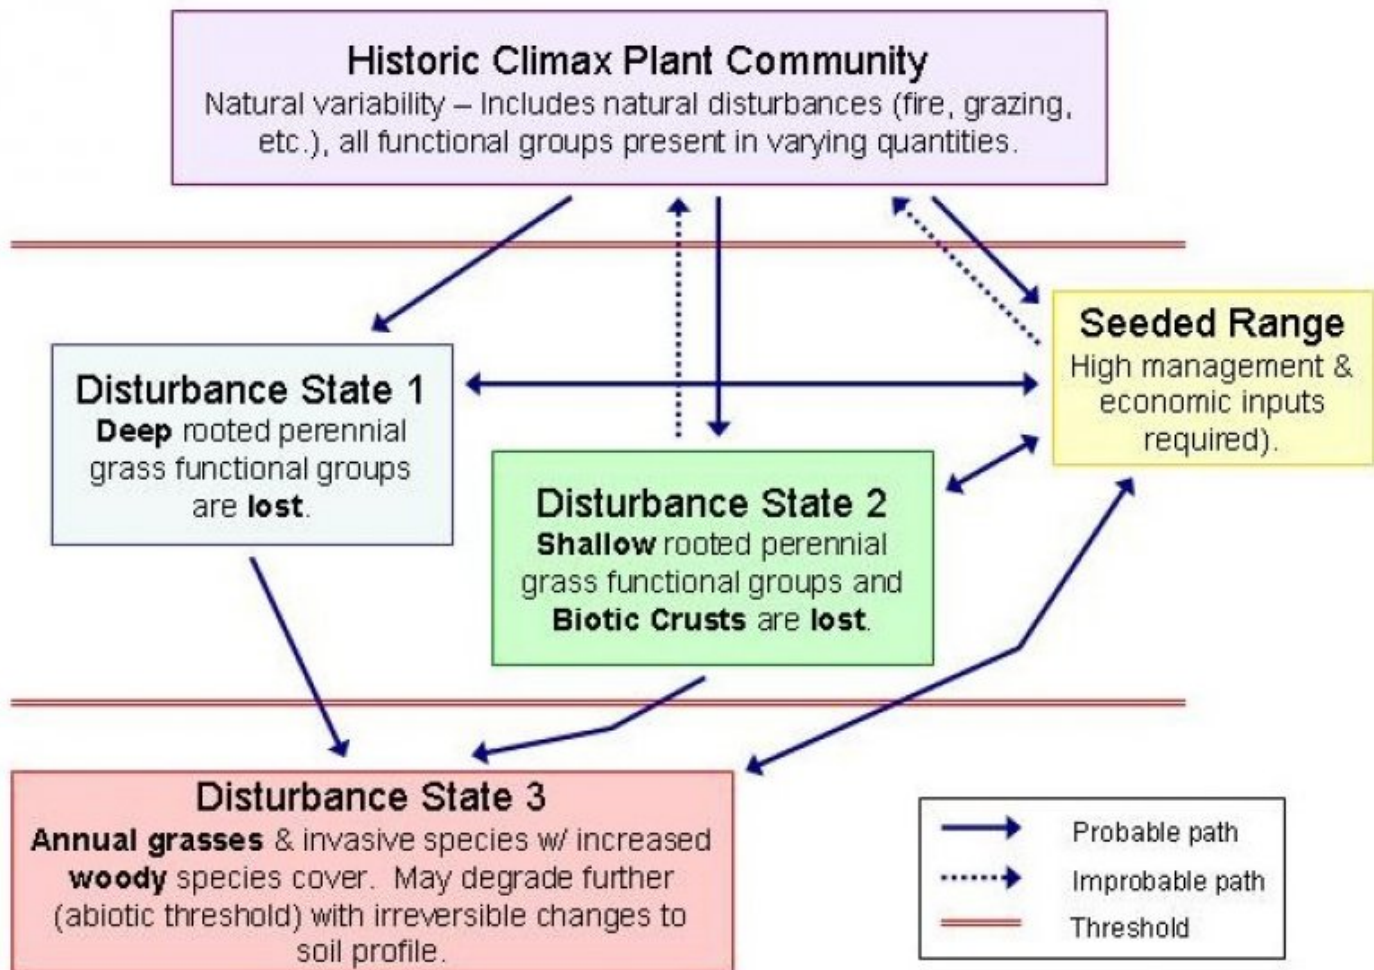 Historic Climax Plant Community
Natural variability – Includes natural disturbances (fire, grazing,
etc.), all functional groups present in varying quantities.
Seeded Range
High management &
economic inputs
required).
Disturbance State 1
Deep rooted perennial
grass functional groups
are lost.
Disturbance State 2
Shallow rooted perennial
grass functional groups and
Biotic Crusts are lost.
Disturbance State 3
Annual grasses & invasive species w/ increased
woody species cover. May degrade further
(abiotic threshold) with irreversible changes to
soil profile.
Probable path
Improbable path
Threshold